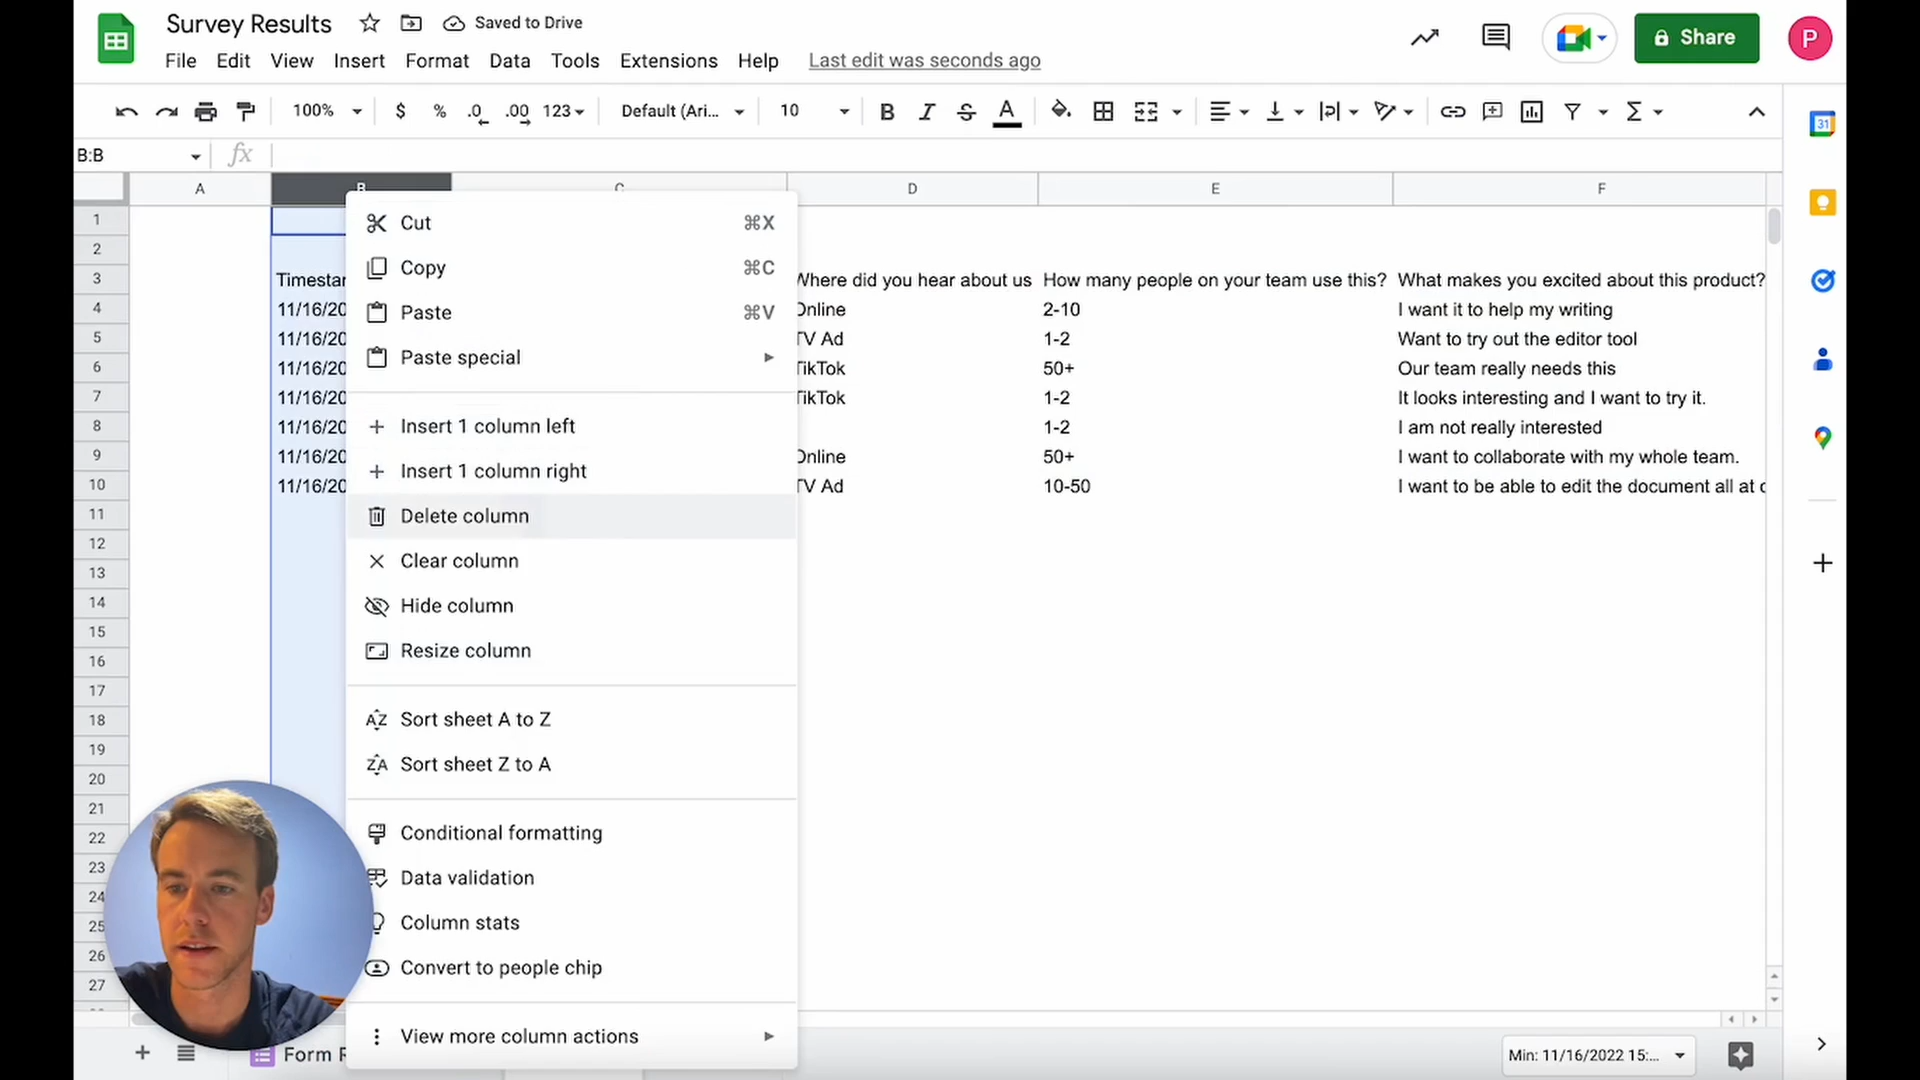 Survey Results Saved to Drive
File Edit View Insert Format Data Tools Extensions Help Last edit was seconds ago
Share P
100% $ % .0 .00 123 Default (Ari... 10 B I S A Σ
31
B:B fx
A B C D E F
1
2
3 Timestar Where did you hear about us How many people on your team use this? What makes you excited about this product?
4 11/16/20 Online 2-10 I want it to help my writing
5 11/16/20 TV Ad 1-2 Want to try out the editor tool
6 11/16/20 TikTok 50+ Our team really needs this
7 11/16/20 TikTok 1-2 It looks interesting and I want to try it.
8 11/16/20 1-2 I am not really interested
9 11/16/20 Online 50+ I want to collaborate with my whole team.
10 11/16/20 TV Ad 10-50 I want to be able to edit the document all at
11
12
13
14
15
16
17
18
19
20
21
22
23
24
25
26
27
Cut ⌘X
Copy ⌘C
Paste ⌘V
Paste special
Insert 1 column left
Insert 1 column right
Delete column
Clear column
Hide column
Resize column
Sort sheet A to Z
Sort sheet Z to A
Conditional formatting
Data validation
Column stats
Convert to people chip
View more column actions
Form
Min: 11/16/2022 15:...